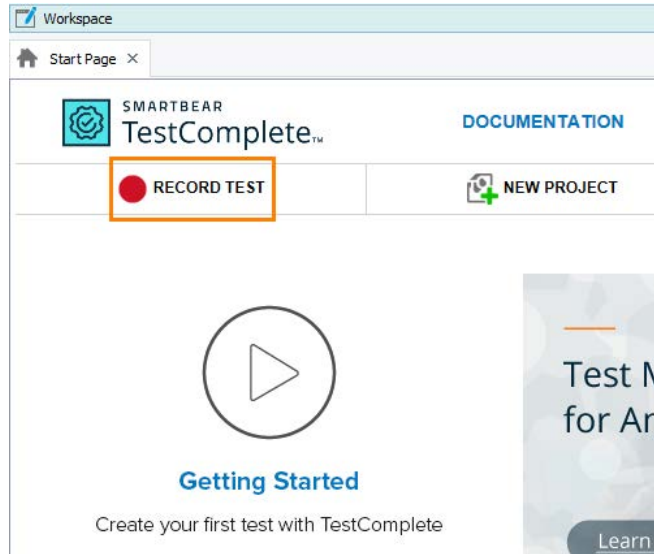 Workspace
Start Page
SMARTBEAR
TestComplete™
DOCUMENTATION
RECORD TEST
NEW PROJECT
Getting Started
Create your first test with TestComplete
Test
for
Learn